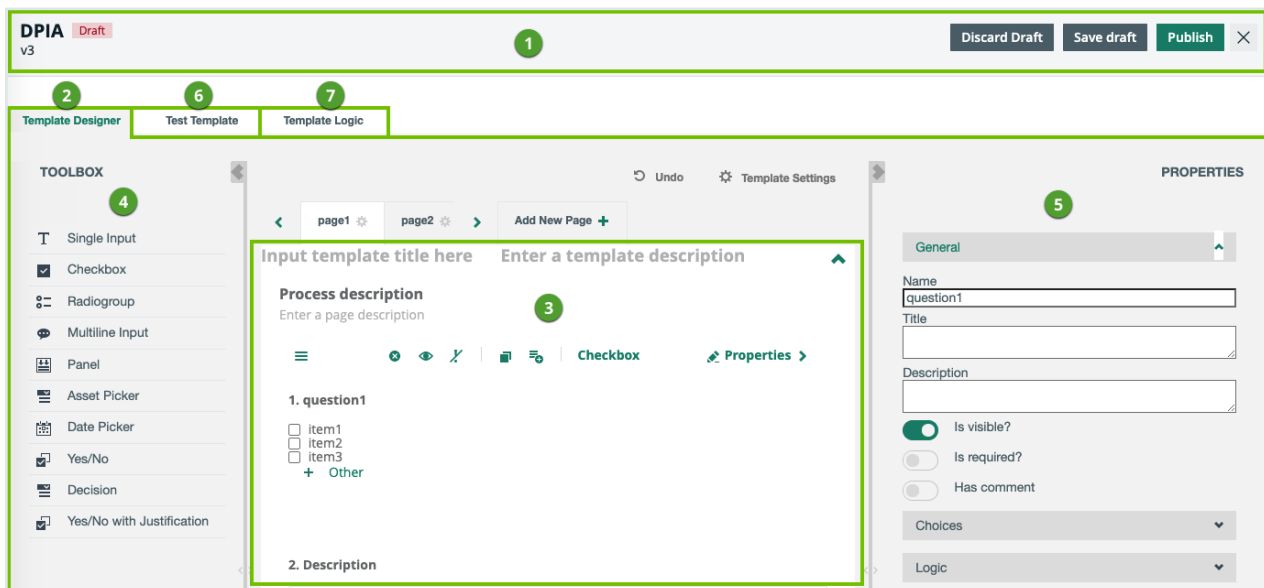 DPIA Draft
v3
1
Discard Draft Save draft Publish
2 6 7
Template Designer Test Template Template Logic
TOOLBOX
4
Single Input
Checkbox
Radiogroup
Multiline Input
Panel
Asset Picker
Date Picker
Yes/No
Decision
Yes/No with Justification
Undo Template Settings
page1 page2 Add New Page
Input template title here Enter a template description
Process description
Enter a page description
3
Checkbox Properties
1. question1
item1
item2
item3
+ Other
2. Description
PROPERTIES
5
General
Name
question1
Title
Description
Is visible?
Is required?
Has comment
Choices
Logic